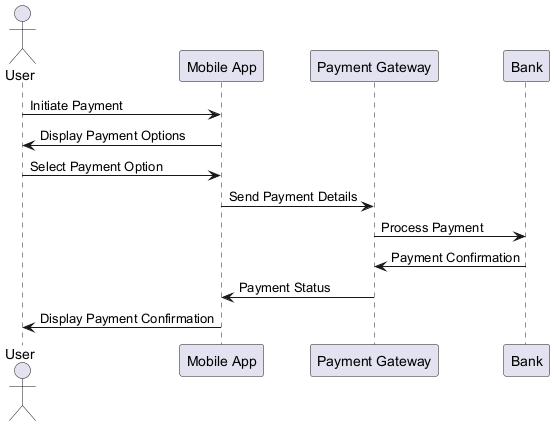 User
Mobile App
Payment Gateway
Bank
Initiate Payment
Display Payment Options
Select Payment Option
Send Payment Details
Process Payment
Payment Confirmation
Payment Status
Display Payment Confirmation
User
Mobile App
Payment Gateway
Bank